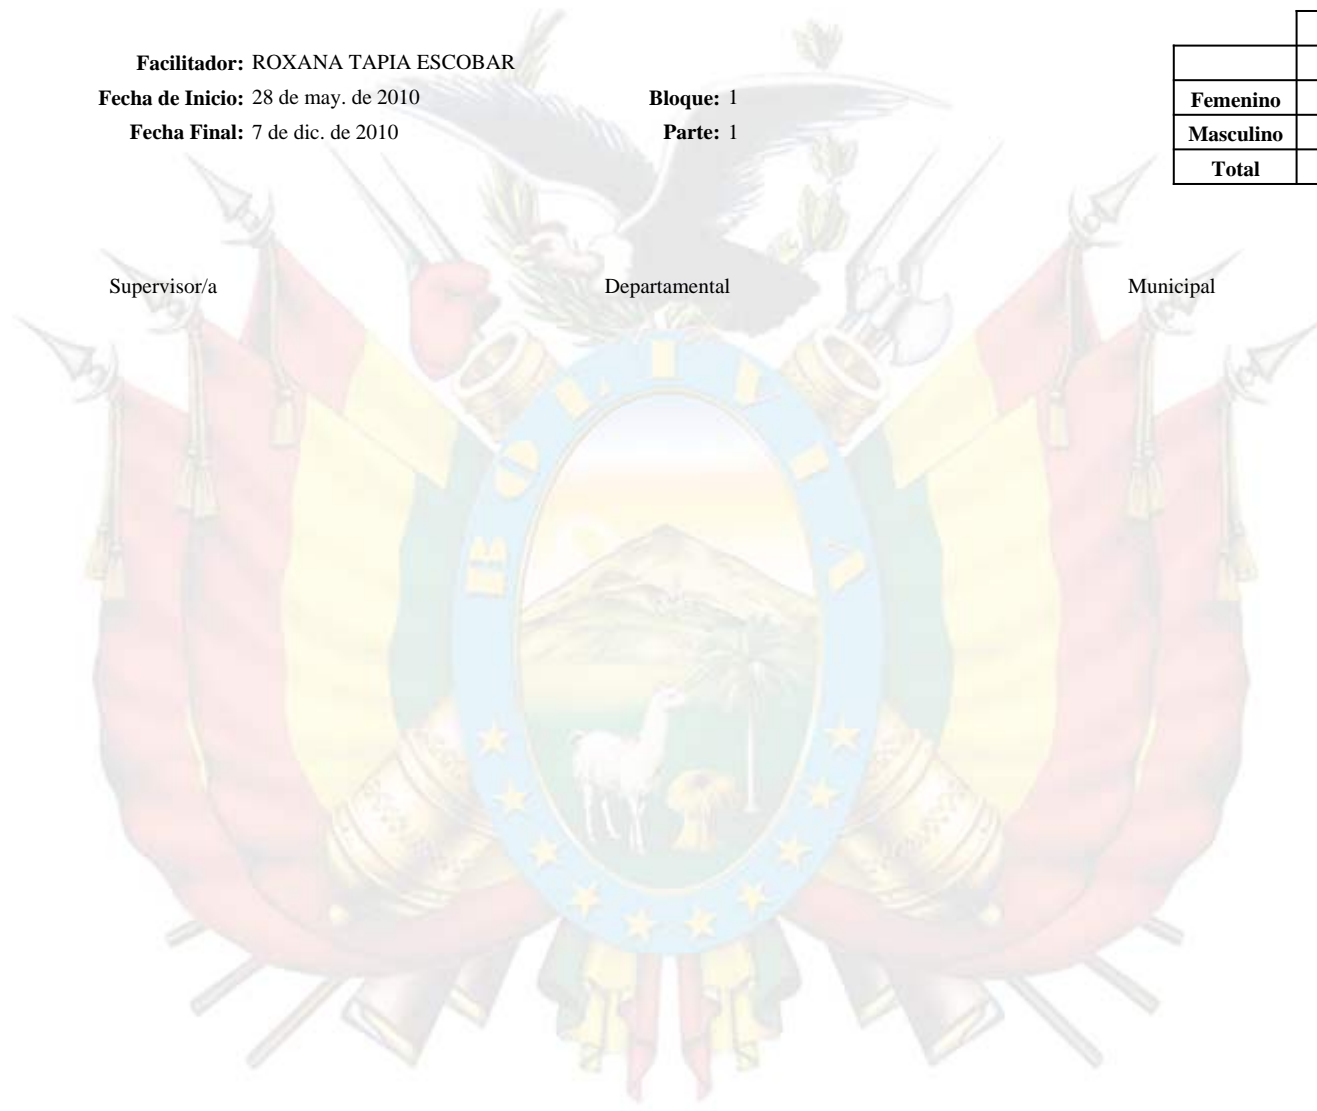 Facilitador: ROXANA TAPIA ESCOBAR
Fecha de Inicio: 28 de may. de 2010 Bloque: 1
Femenino
Fecha Final: 7 de dic. de 2010 Parte: 1
Masculino
Total
Supervisor/a Departamental Municipal
BOLIVIA